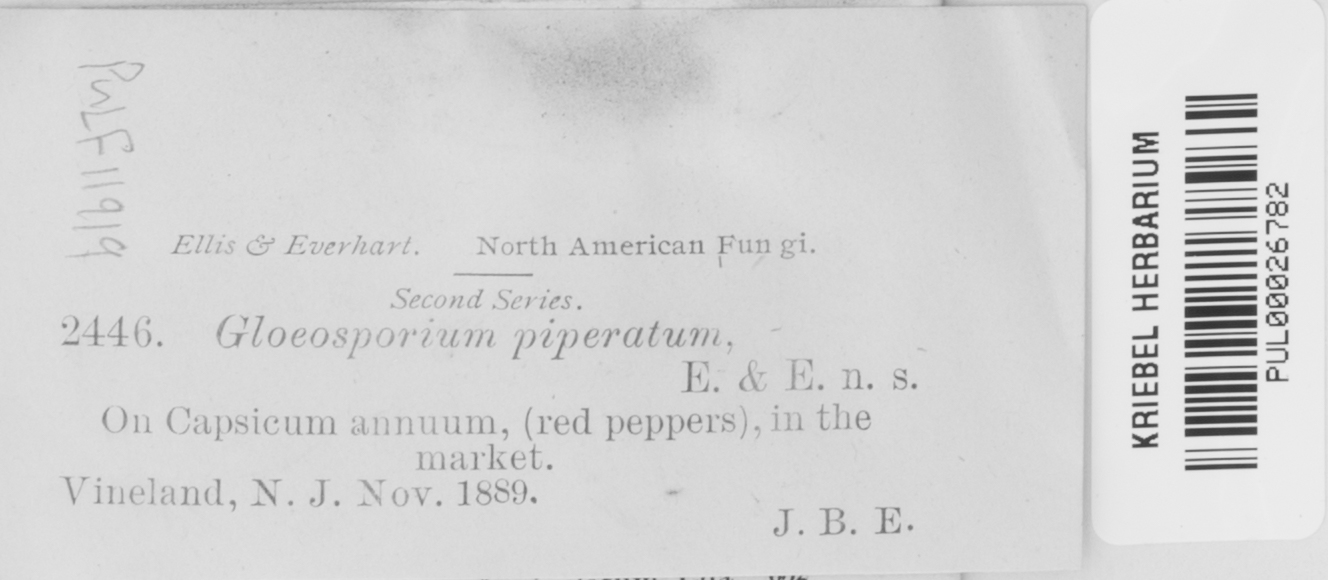 PulF11919
Ellis & Everhart. North American Fungi.
Second Series.
2446. Gloeosporium piperatum,
E. & E. n. s.
On Capsicum annuum, (red peppers), in the
market.
Vineland, N. J. Nov. 1889.
J. B. E.
KRIEBEL HERBARIUM
PUL00026782